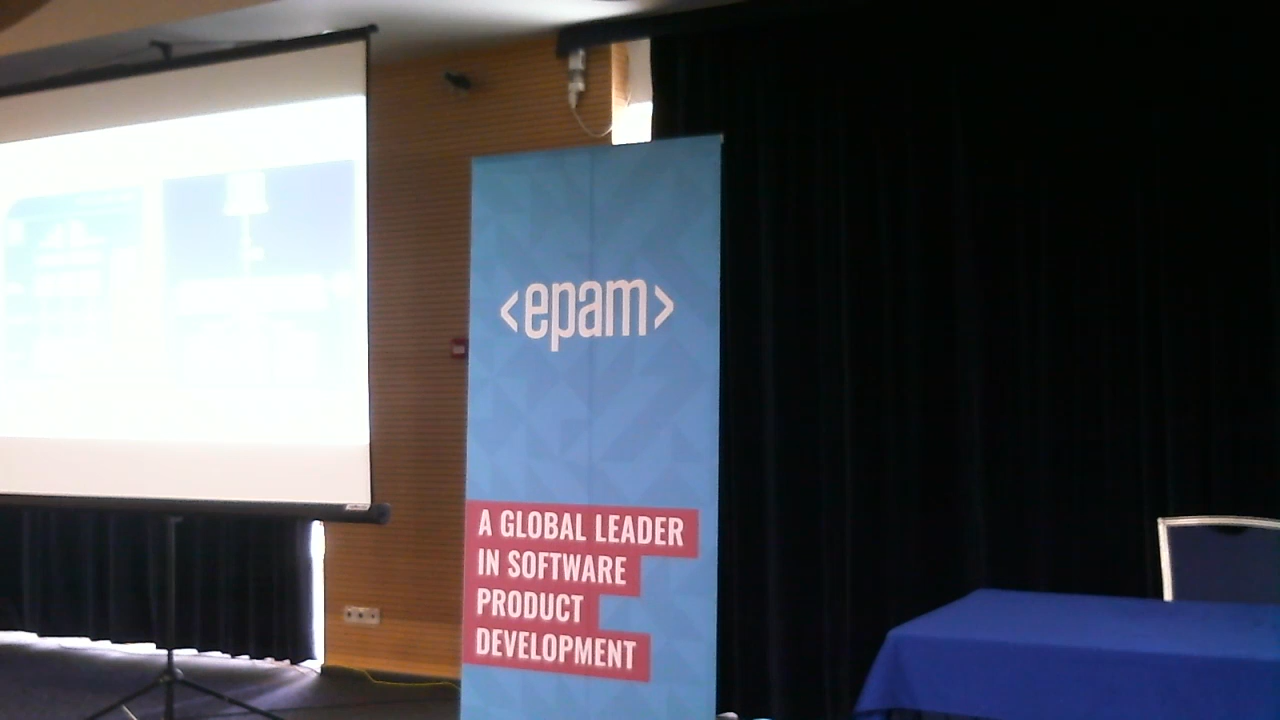 <epam>
A GLOBAL LEADER
IN SOFTWARE
PRODUCT
DEVELOPMENT